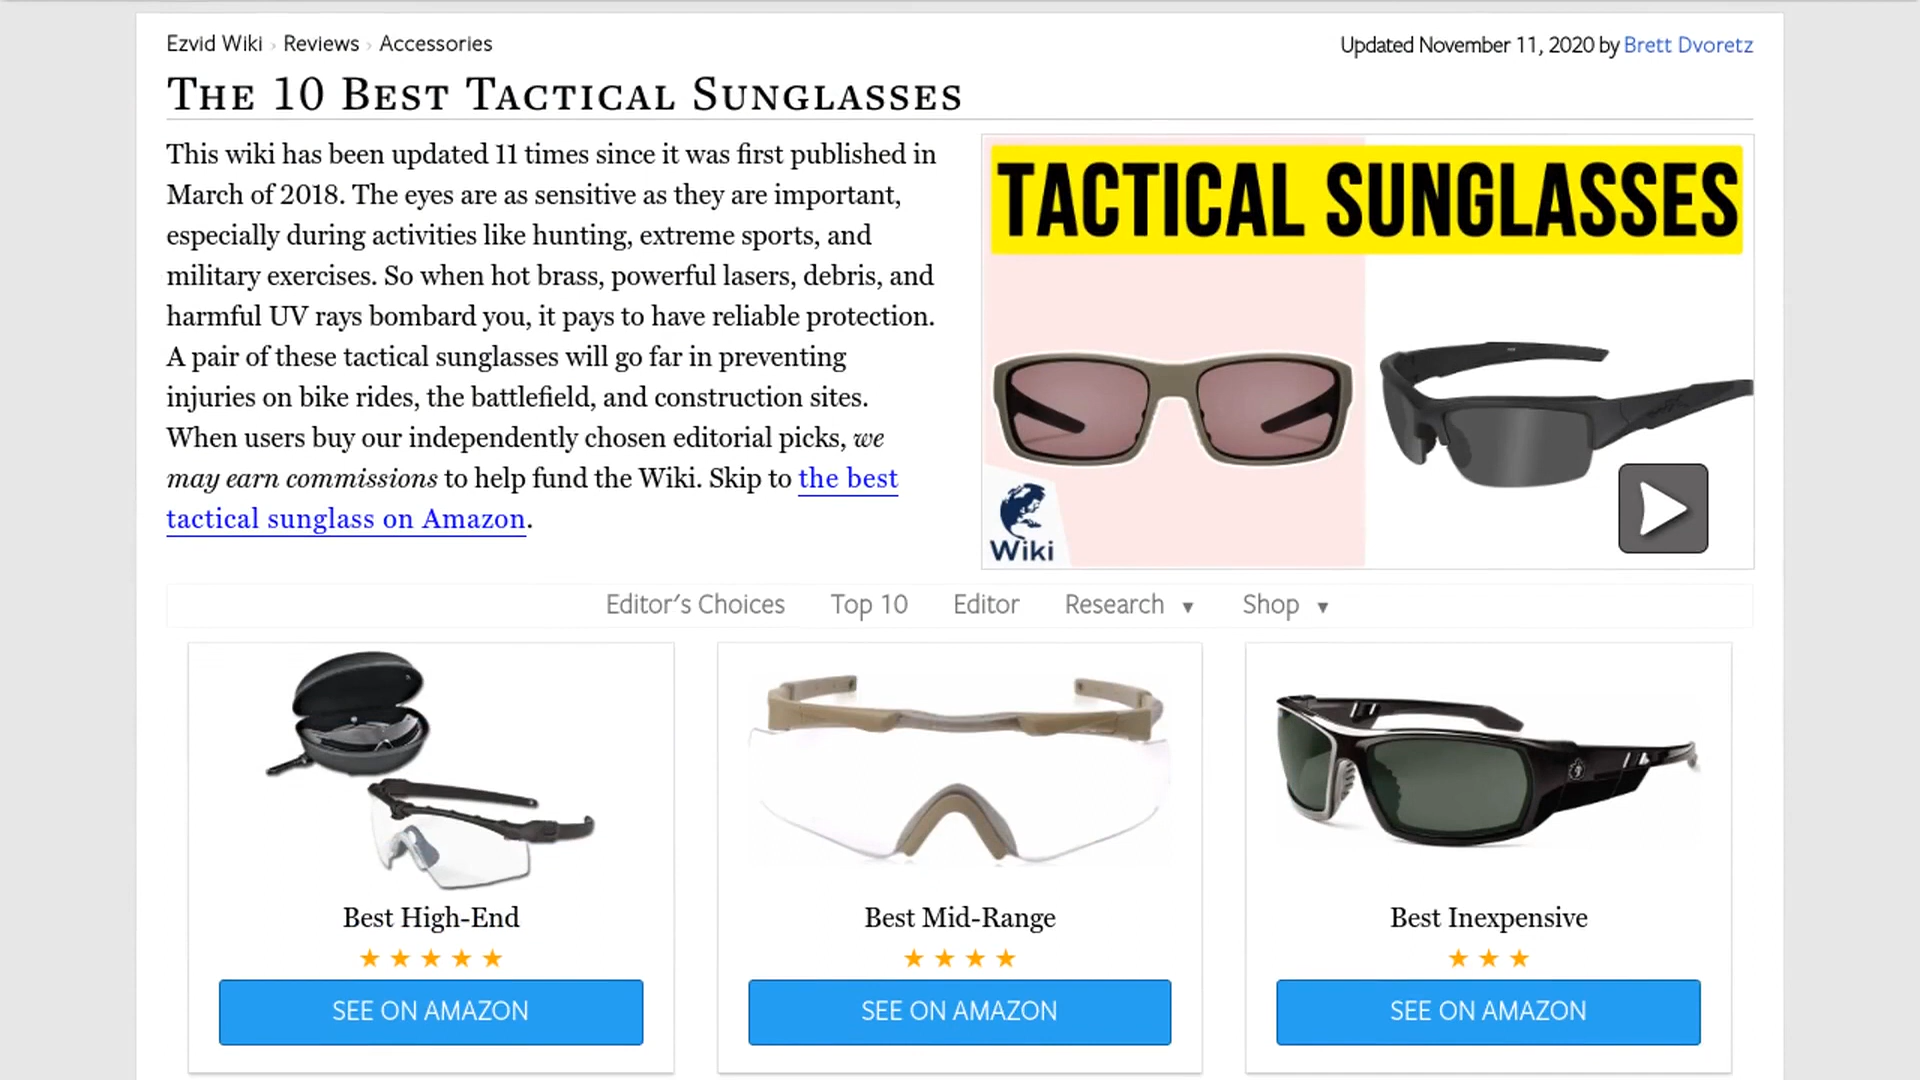 Ezvid Wiki › Reviews › Accessories
Updated November 11, 2020 by Brett Dvoretz
The 10 Best Tactical Sunglasses
This wiki has been updated 11 times since it was first published in
March of 2018. The eyes are as sensitive as they are important,
especially during activities like hunting, extreme sports, and
military exercises. So when hot brass, powerful lasers, debris, and
harmful UV rays bombard you, it pays to have reliable protection.
A pair of these tactical sunglasses will go far in preventing
injuries on bike rides, the battlefield, and construction sites.
When users buy our independently chosen editorial picks, we
may earn commissions to help fund the Wiki. Skip to the best
tactical sunglass on Amazon.
TACTICAL SUNGLASSES
Wiki
Editor's Choices Top 10 Editor Research ▼ Shop ▼
Best High-End
★ ★ ★ ★ ★
SEE ON AMAZON
Best Mid-Range
★ ★ ★ ★
SEE ON AMAZON
Best Inexpensive
★ ★ ★
SEE ON AMAZON